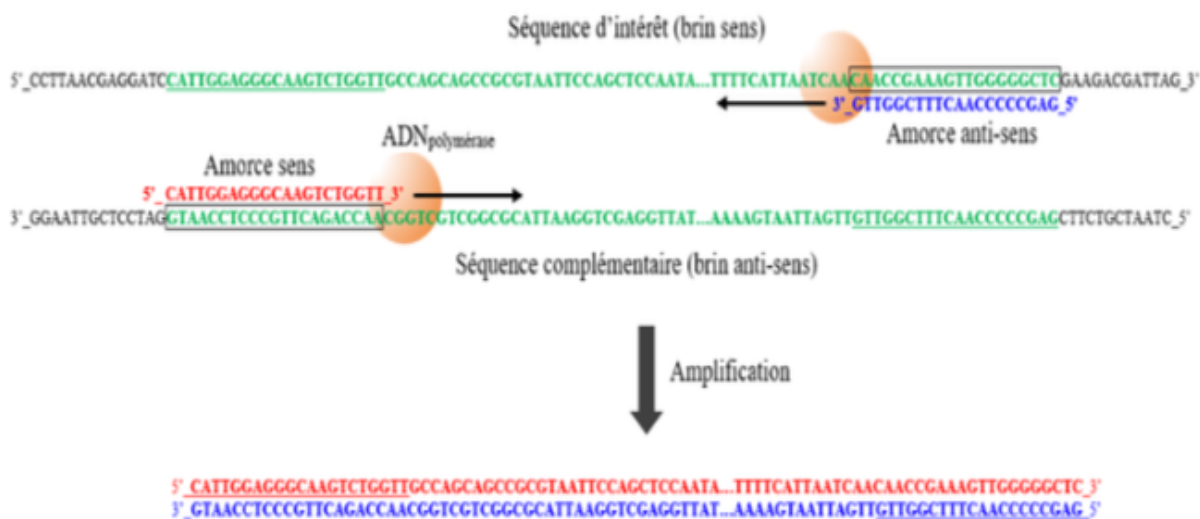 Séquence d'intérêt (brin sens)
5'_CCTTAACGAGGATCCATTGGAGGGCAAGTCTGGTTGCCAGCAGCCGCGTAATTCCAGCTCCAATA...TTTTCATTAATCAACAACCGAAAGTTGGGGGCTCGAAGACGATTAG_3'
3'_GTTGGCTTTCAACCCCCGAG_5'
Amorce anti-sens
ADNpolymérase
Amorce sens
5'_CATTGGAGGGCAAGTCTGGTT_3'
3'_GGAATTGCTCCTAGGTAACCTCCCGTTCAGACCAACGGTCGTCGGCGCATTAAGGTCGAGGTTAT...AAAAGTAATTAGTTGTTGGCTTTCAACCCCCGAGCTTCTGCTAATC_5'
Séquence complémentaire (brin anti-sens)
Amplification
5'_CATTGGAGGGCAAGTCTGGTTGCCAGCAGCCGCGTAATTCCAGCTCCAATA...TTTTCATTAATCAACAACCGAAAGTTGGGGGCTC_3'
3'_GTAACCTCCCGTTCAGACCAACGGTCGTCGGCGCATTAAGGTCGAGGTTAT...AAAAGTAATTAGTTGTTGGCTTTCAACCCCCGAG_5'